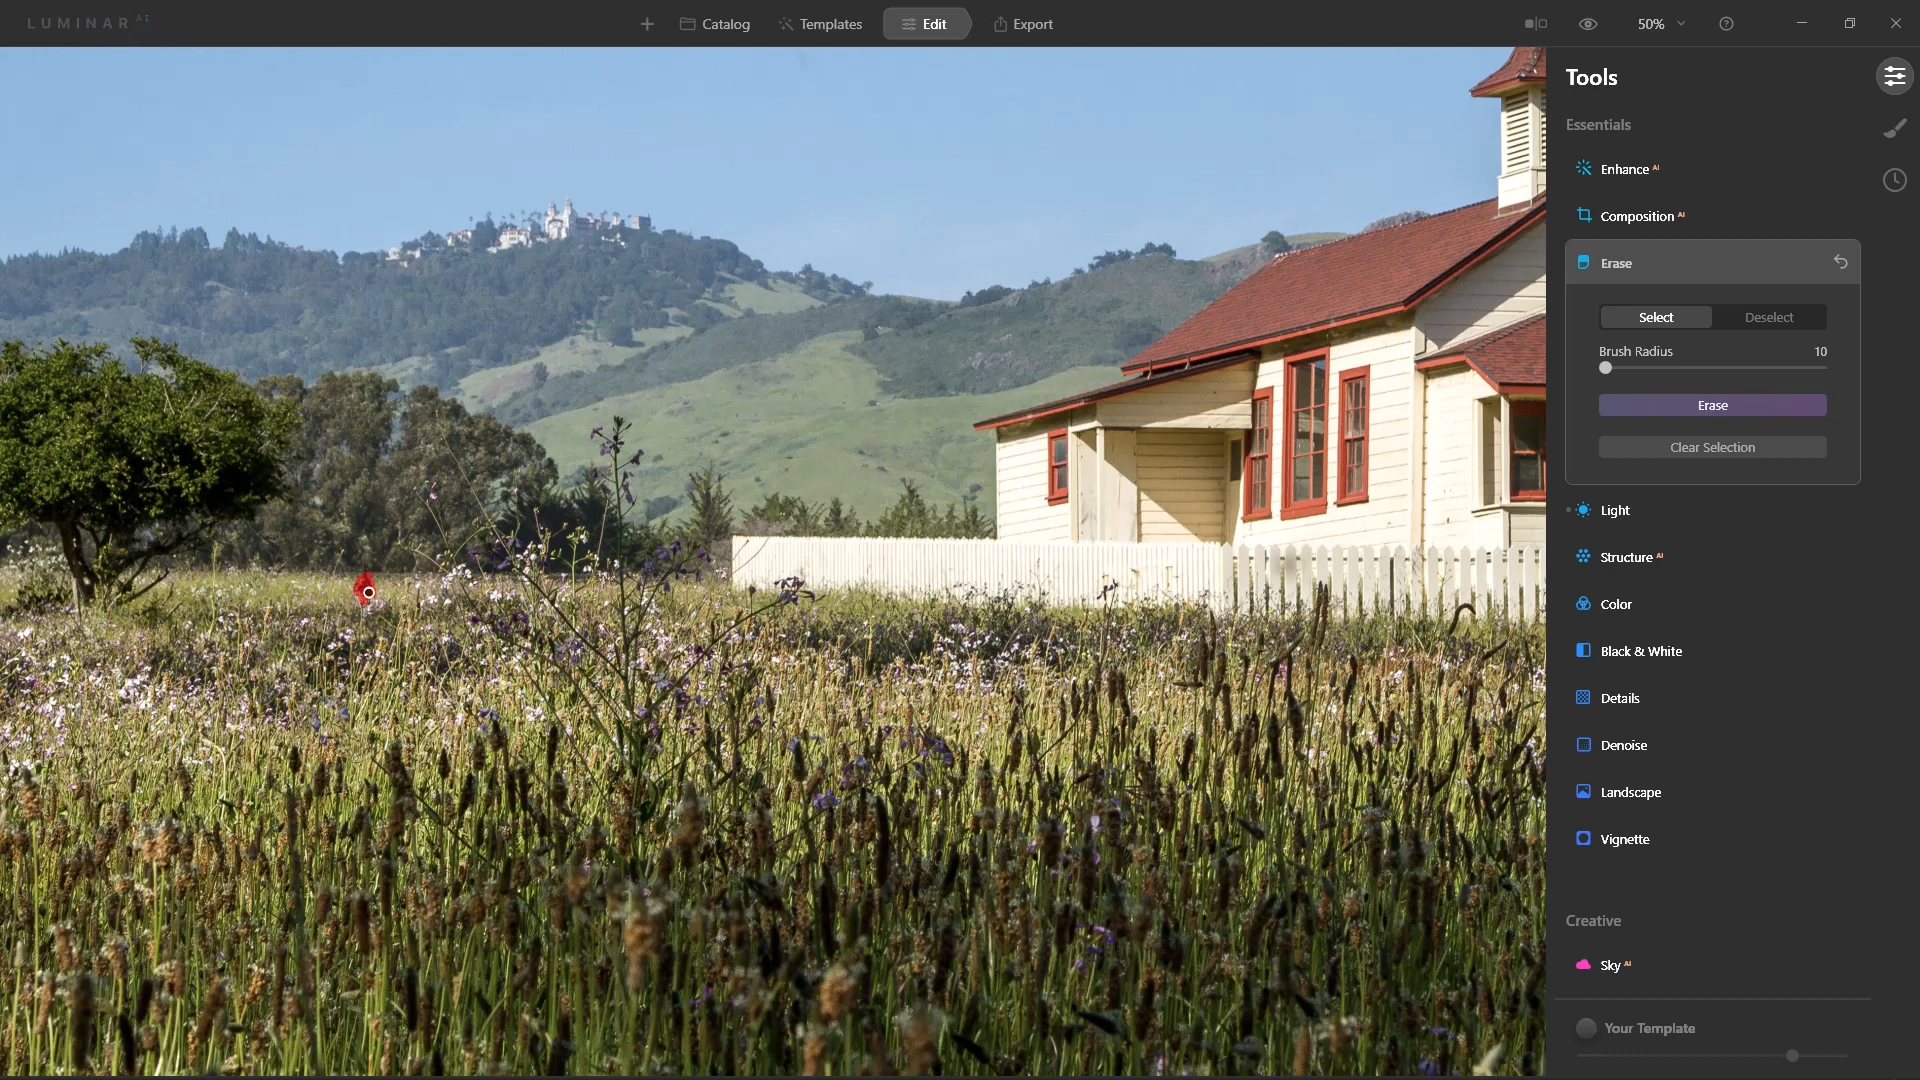 LUMINAR AI
Catalog
Templates
Edit
Export
50%
Tools
Essentials
Enhance AI
Composition AI
Erase
Select
Deselect
Brush Radius 10
Erase
Clear Selection
Light
Structure AI
Color
Black & White
Details
Denoise
Landscape
Vignette
Creative
Sky AI
Your Template